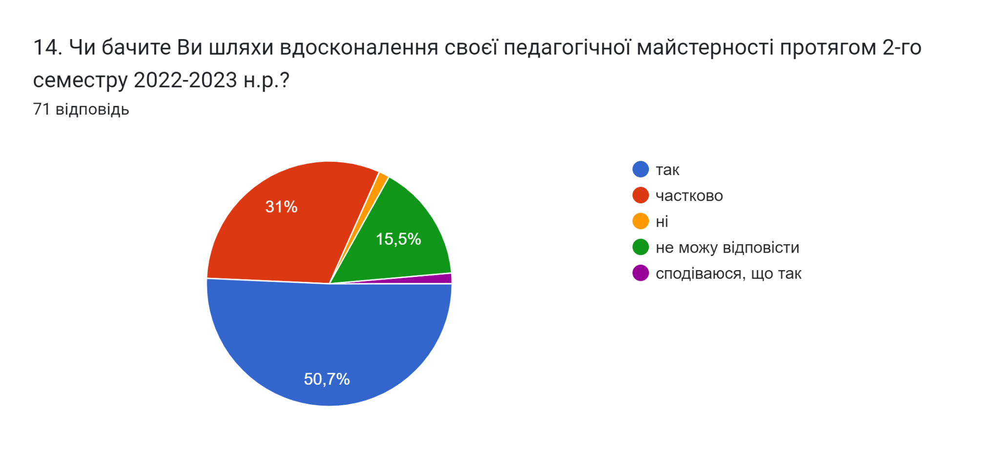 14. Чи бачите Ви шляхи вдосконалення своєї педагогічної майстерності протягом 2-го
семестру 2022-2023 н.р.?
71 відповідь
31%
15,5%
50,7%
так
частково
ні
не можу відповісти
сподіваюся, що так